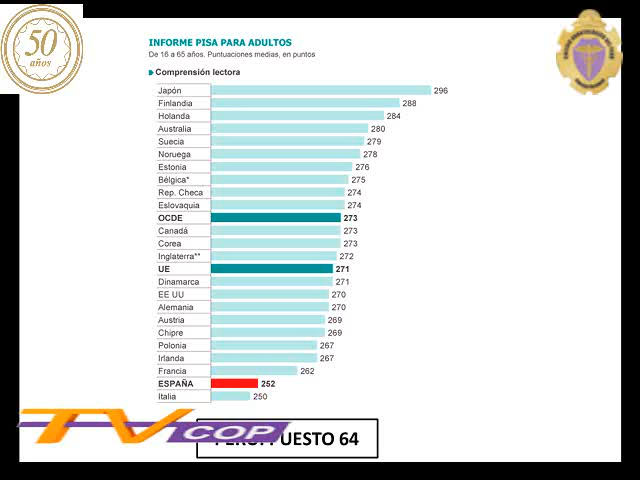 50
años
INFORME PISA PARA ADULTOS
De 16 a 65 años. Puntuaciones medias, en puntos
Comprensión lectora
Japón 296
Finlandia 288
Holanda 284
Australia 280
Suecia 279
Noruega 278
Estonia 276
Bélgica* 275
Rep. Checa 274
Eslovaquia 274
OCDE 273
Canadá 273
Corea 273
Inglaterra** 272
UE 271
Dinamarca 271
EE UU 270
Alemania 270
Austria 269
Chipre 269
Polonia 267
Irlanda 267
Francia 262
ESPAÑA 252
Italia 250
TV COP
PUESTO 64